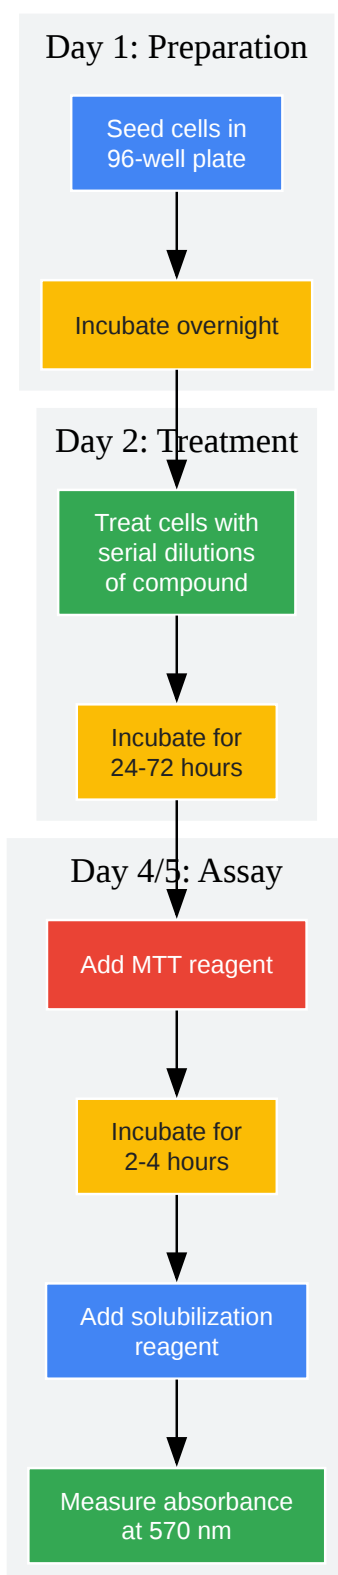 Day 1: Preparation
Seed cells in
96-well plate
Incubate overnight
Day 2: Treatment
Treat cells with
serial dilutions
of compound
Incubate for
24-72 hours
Day 4/5: Assay
Add MTT reagent
Incubate for
2-4 hours
Add solubilization
reagent
Measure absorbance
at 570 nm